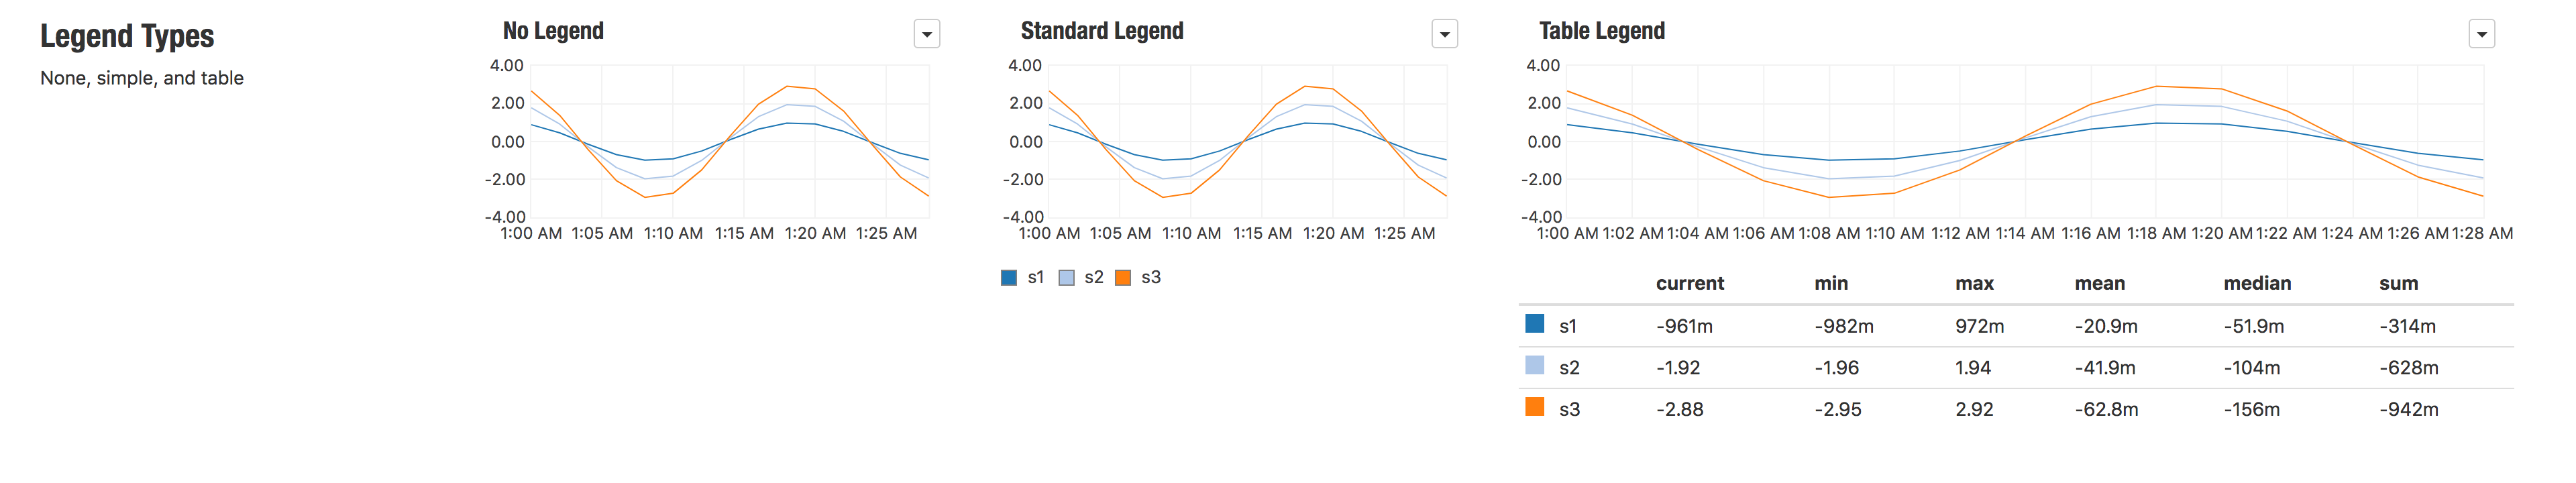 Legend Types
None, simple, and table
No Legend
4.00
2.00
0.00
-2.00
-4.00
1:00 AM 1:05 AM 1:10 AM 1:15 AM 1:20 AM 1:25 AM
Standard Legend
4.00
2.00
0.00
-2.00
-4.00
1:00 AM 1:05 AM 1:10 AM 1:15 AM 1:20 AM 1:25 AM
s1 s2 s3
Table Legend
4.00
2.00
0.00
-2.00
-4.00
1:00 AM 1:02 AM 1:04 AM 1:06 AM 1:08 AM 1:10 AM 1:12 AM 1:14 AM 1:16 AM 1:18 AM 1:20 AM 1:22 AM 1:24 AM 1:26 AM 1:28 AM
current min max mean median sum
s1 -961m -982m 972m -20.9m -51.9m -314m
s2 -1.92 -1.96 1.94 -41.9m -104m -628m
s3 -2.88 -2.95 2.92 -62.8m -156m -942m